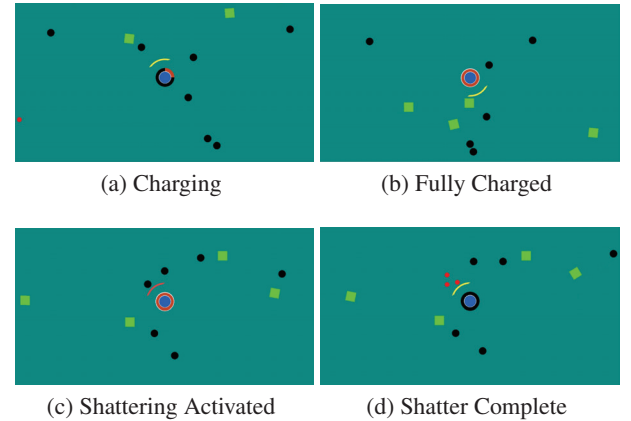 (a) Charging
(b) Fully Charged
(c) Shattering Activated
(d) Shatter Complete